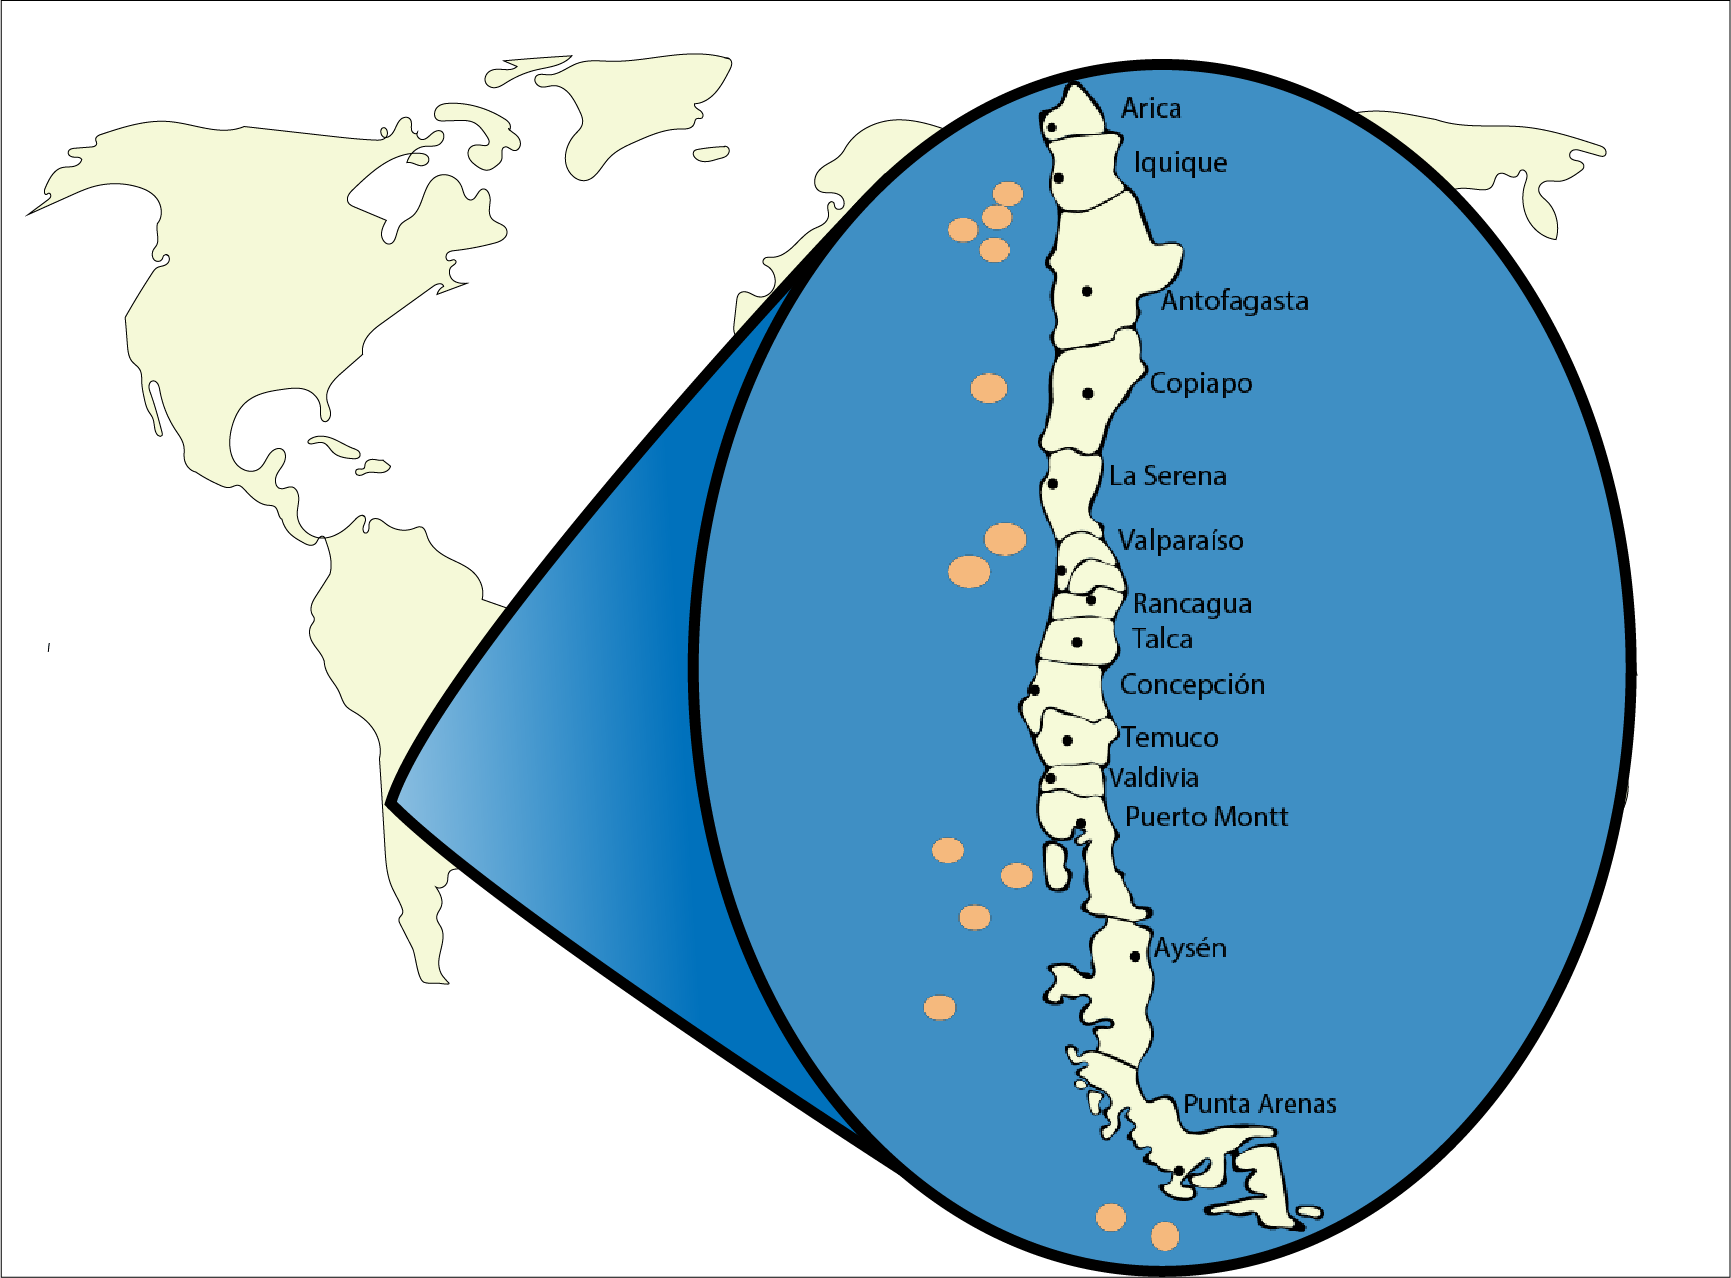 Arica
Iquique
Antofagasta
Copiapo
La Serena
Valparaíso
Rancagua
Talca
Concepción
Temuco
Valdivia
Puerto Montt
Aysén
Punta Arenas